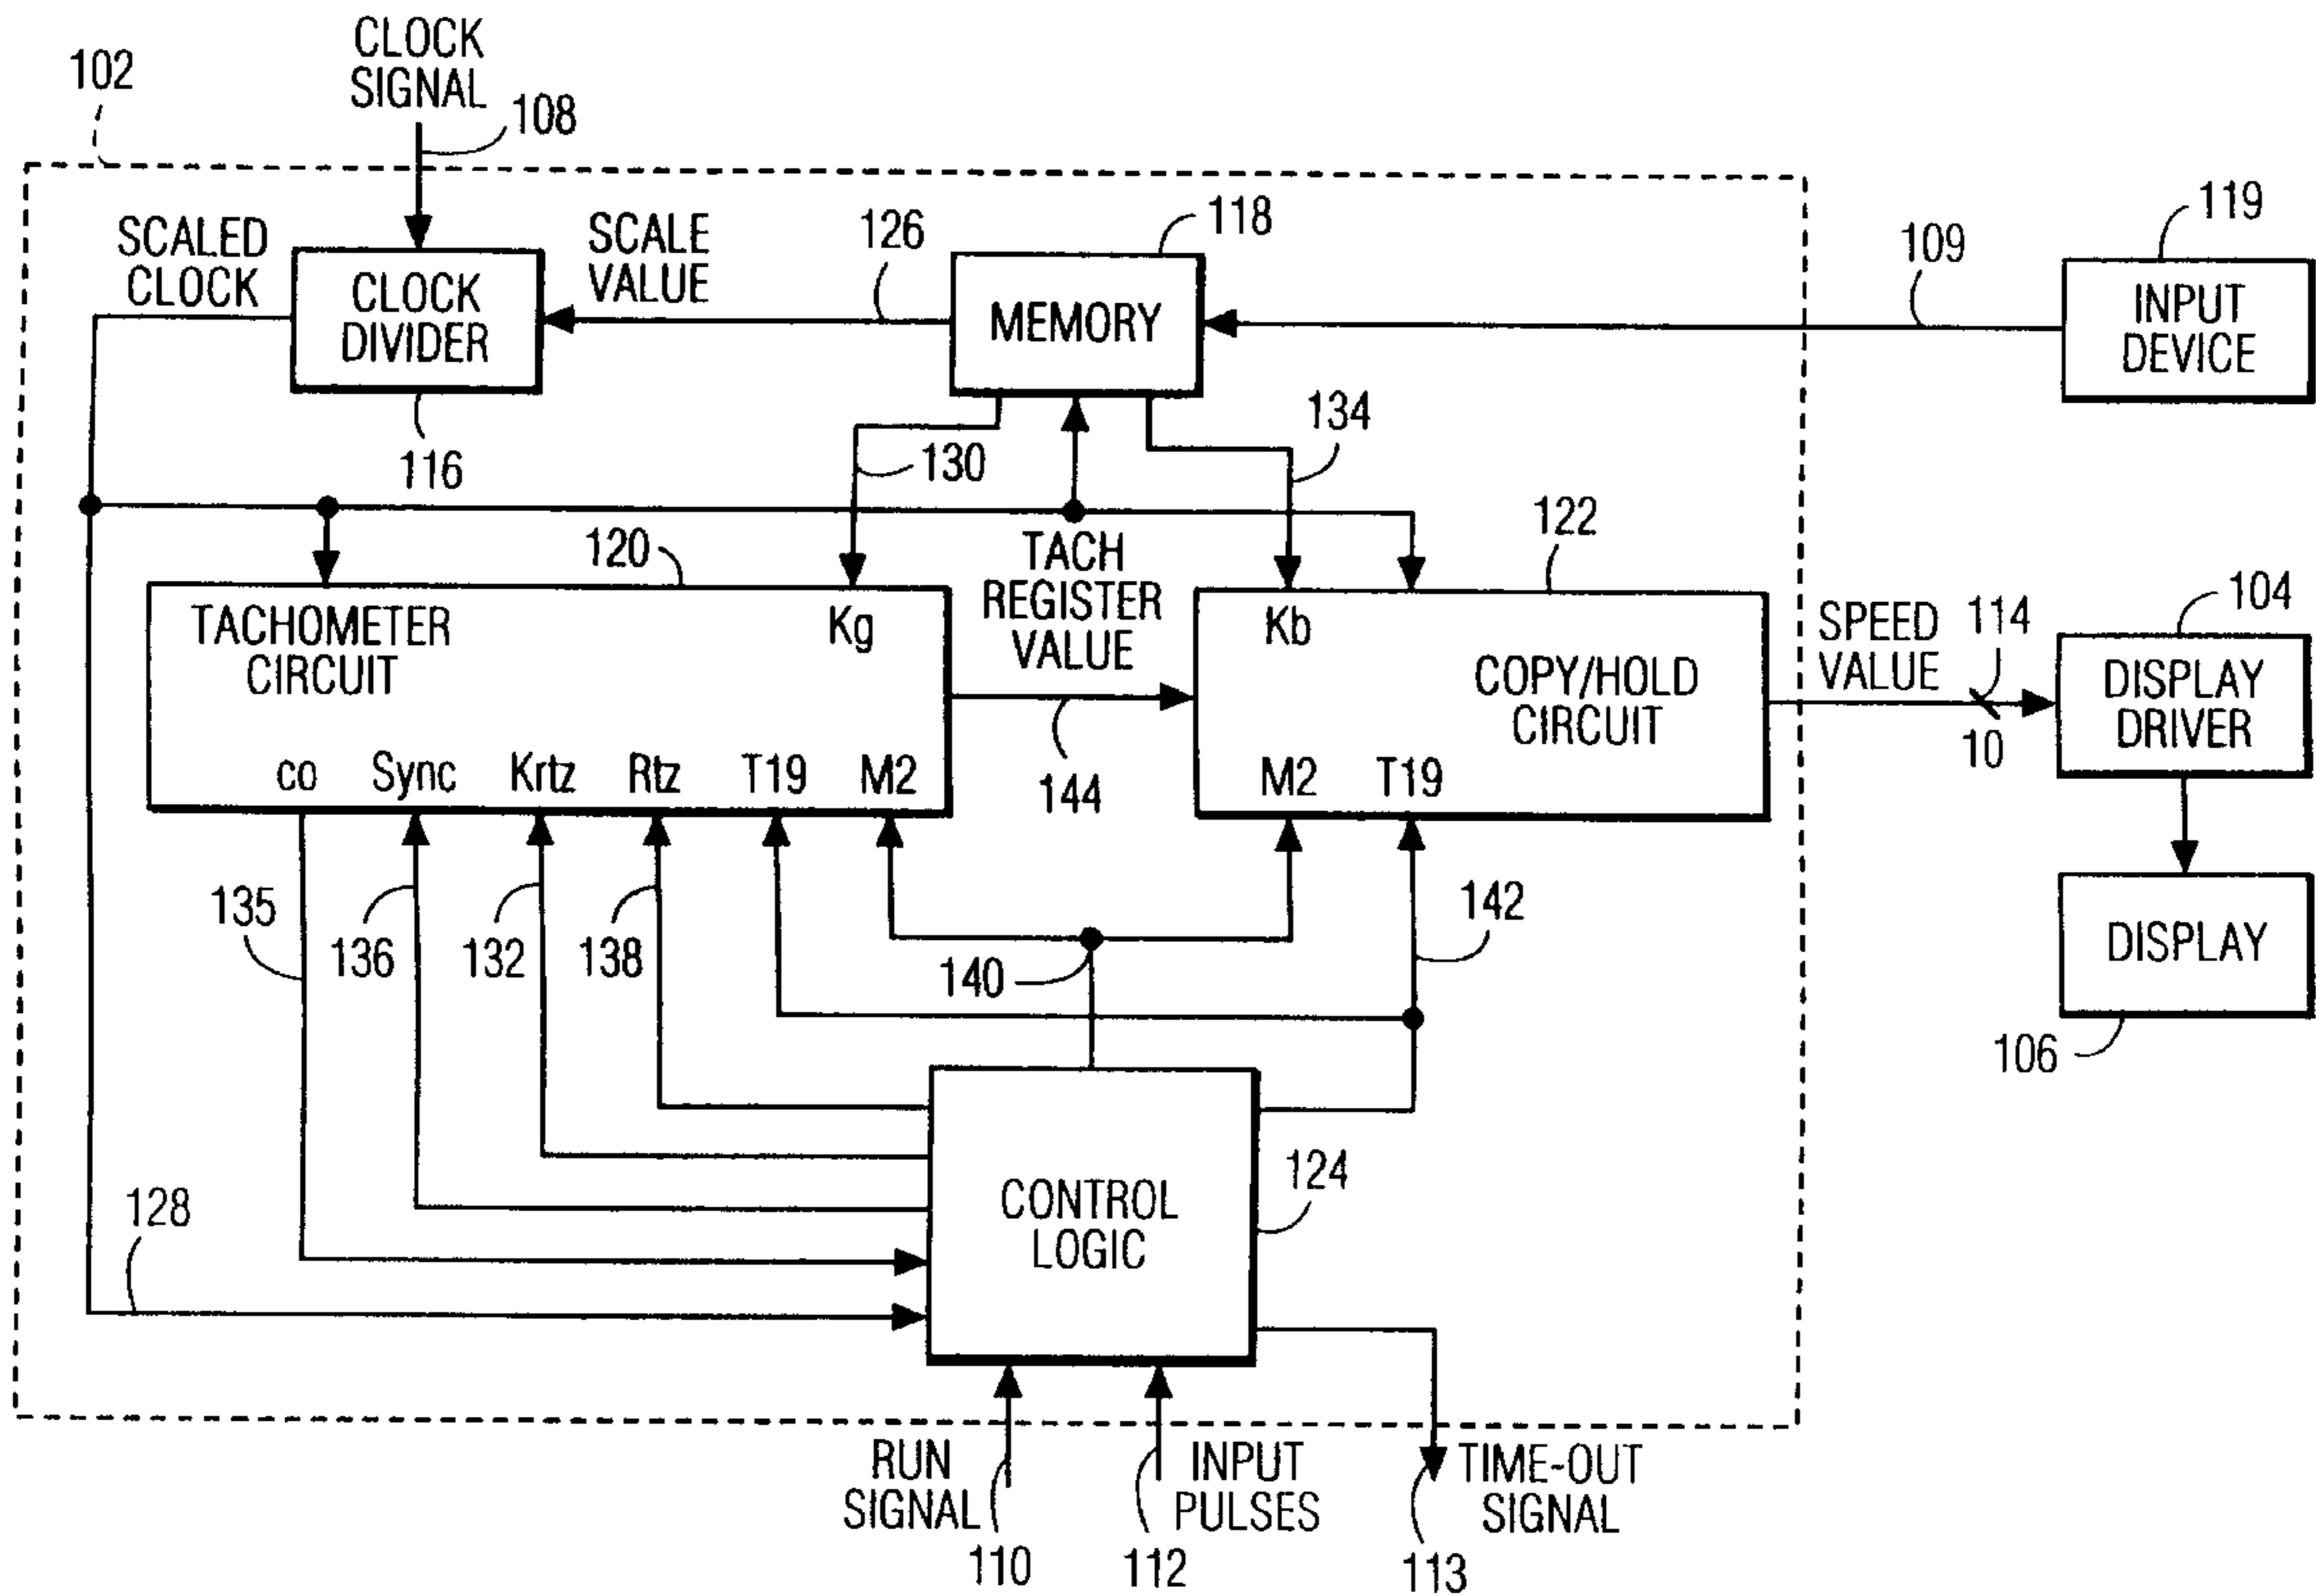 CLOCK
SIGNAL
102
108
SCALED
CLOCK
CLOCK
DIVIDER
SCALE
VALUE
126
118
MEMORY
109
119
INPUT
DEVICE
116
130
134
120
TACH
REGISTER
VALUE
122
TACHOMETER
CIRCUIT
Kg
Kb
COPY/HOLD
CIRCUIT
SPEED
VALUE
114
10
104
DISPLAY
DRIVER
co Sync Krtz Rtz T19 M2
144
M2 T19
135
136
132
138
140
142
DISPLAY
106
128
CONTROL
LOGIC
124
RUN
SIGNAL
110
INPUT
PULSES
112
TIME-OUT
SIGNAL
113